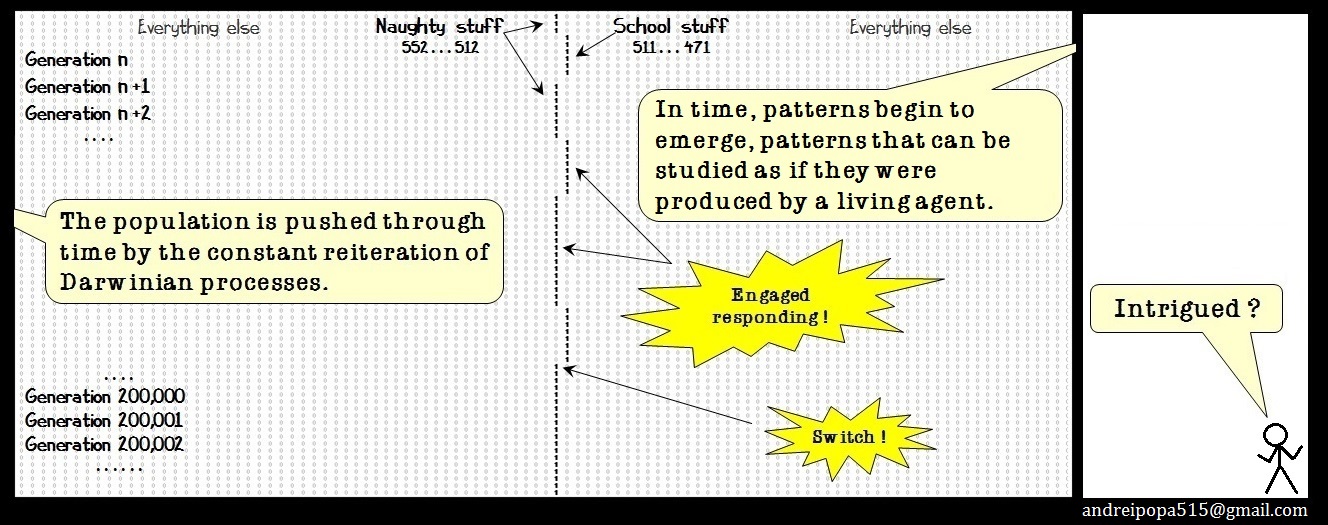 Everything else
Naughty stuff
552...512
School stuff
511...471
Everything else
Generation n
Generation n +1
Generation n +2
....
In time, patterns begin to
emerge, patterns that can be
studied as if they were
produced by a living agent.
The population is pushed through
time by the constant reiteration of
Darwinian processes.
Engaged
responding !
Intrigued ?
....
Generation 200,000
Generation 200,001
Generation 200,002
......
Switch !
andreipopa515@gmail.com